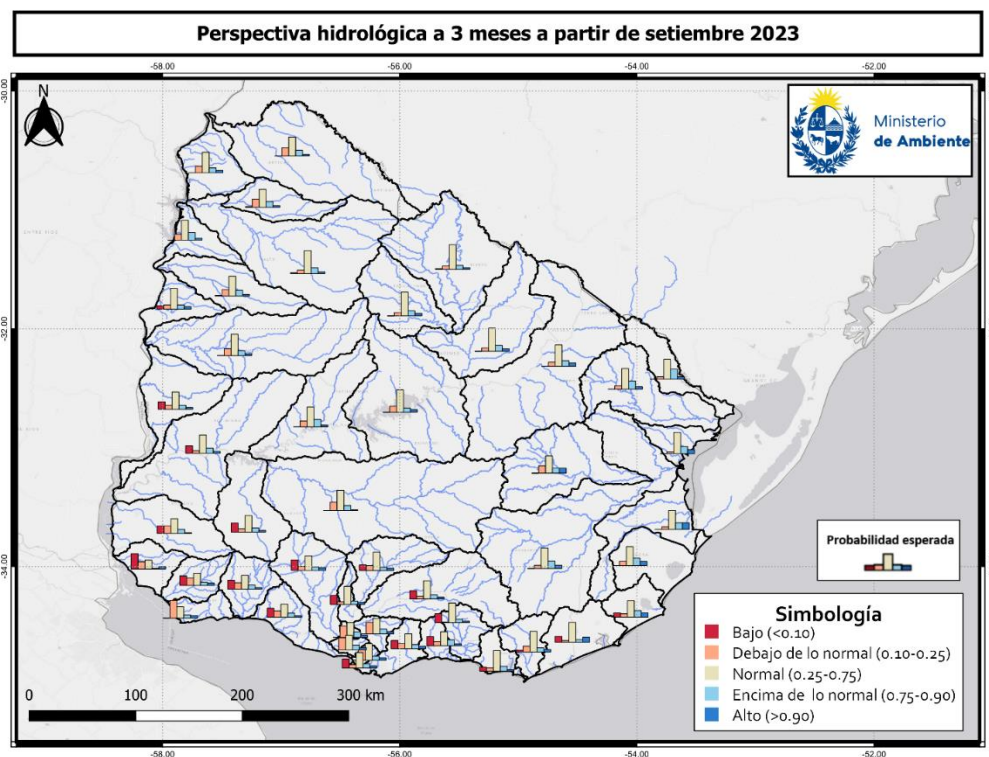 Perspectiva hidrológica a 3 meses a partir de setiembre 2023
-58.00 -56.00 -54.00 -52.00
-30.00
N
Ministerio
de Ambiente
-32.00
-34.00
Probabilidad esperada
Simbología
Bajo (<0.10)
Debajo de lo normal (0.10-0.25)
Normal (0.25-0.75)
Encima de lo normal (0.75-0.90)
Alto (>0.90)
0 100 200 300 km
-58.00 -56.00 -54.00 -52.00